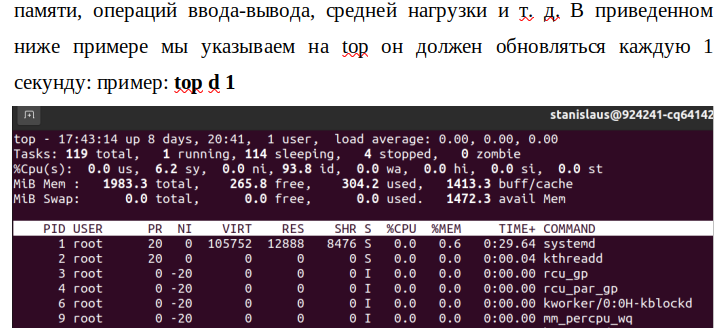 памяти, операций ввода-вывода, средней нагрузки и т. д. В приведенном
ниже примере мы указываем на top он должен обновляться каждую 1
секунду: пример: top d 1
stanislaus@924241-cq64142
top - 17:43:14 up 8 days, 20:41, 1 user, load average: 0.00, 0.00, 0.00
Tasks: 119 total, 1 running, 114 sleeping, 4 stopped, 0 zombie
%Cpu(s): 0.0 us, 6.2 sy, 0.0 ni, 93.8 id, 0.0 wa, 0.0 hi, 0.0 si, 0.0 st
MiB Mem : 1983.3 total, 265.8 free, 304.2 used, 1413.3 buff/cache
MiB Swap: 0.0 total, 0.0 free, 0.0 used. 1472.3 avail Mem
PID USER PR NI VIRT RES SHR S %CPU %MEM TIME+ COMMAND
1 root 20 0 105752 12888 8476 S 0.0 0.6 0:29.64 systemd
2 root 20 0 0 0 0 S 0.0 0.0 0:00.04 kthreadd
3 root 0 -20 0 0 0 I 0.0 0.0 0:00.00 rcu_gp
4 root 0 -20 0 0 0 I 0.0 0.0 0:00.00 rcu_par_gp
6 root 0 -20 0 0 0 I 0.0 0.0 0:00.00 kworker/0:0H-kblockd
9 root 0 -20 0 0 0 I 0.0 0.0 0:00.00 mm_percpu_wq